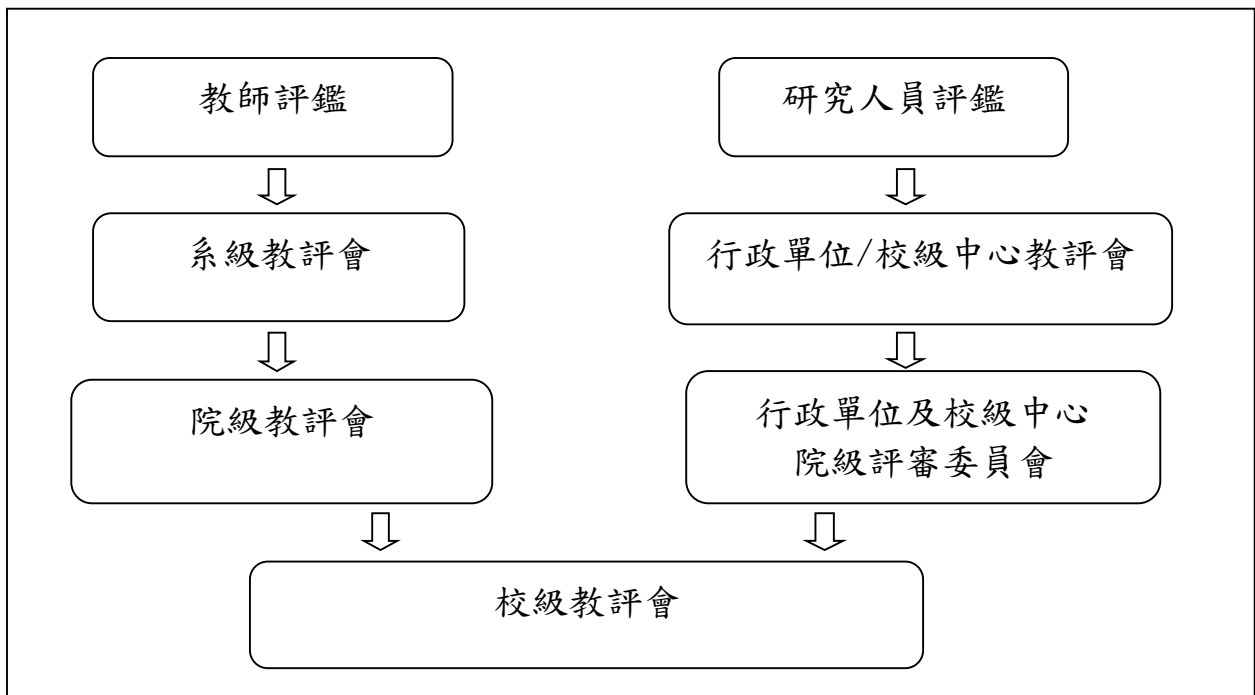 教師評鑑
研究人員評鑑
系級教評會
行政單位/校級中心教評會
院級教評會
行政單位及校級中心
院級評審委員會
校級教評會